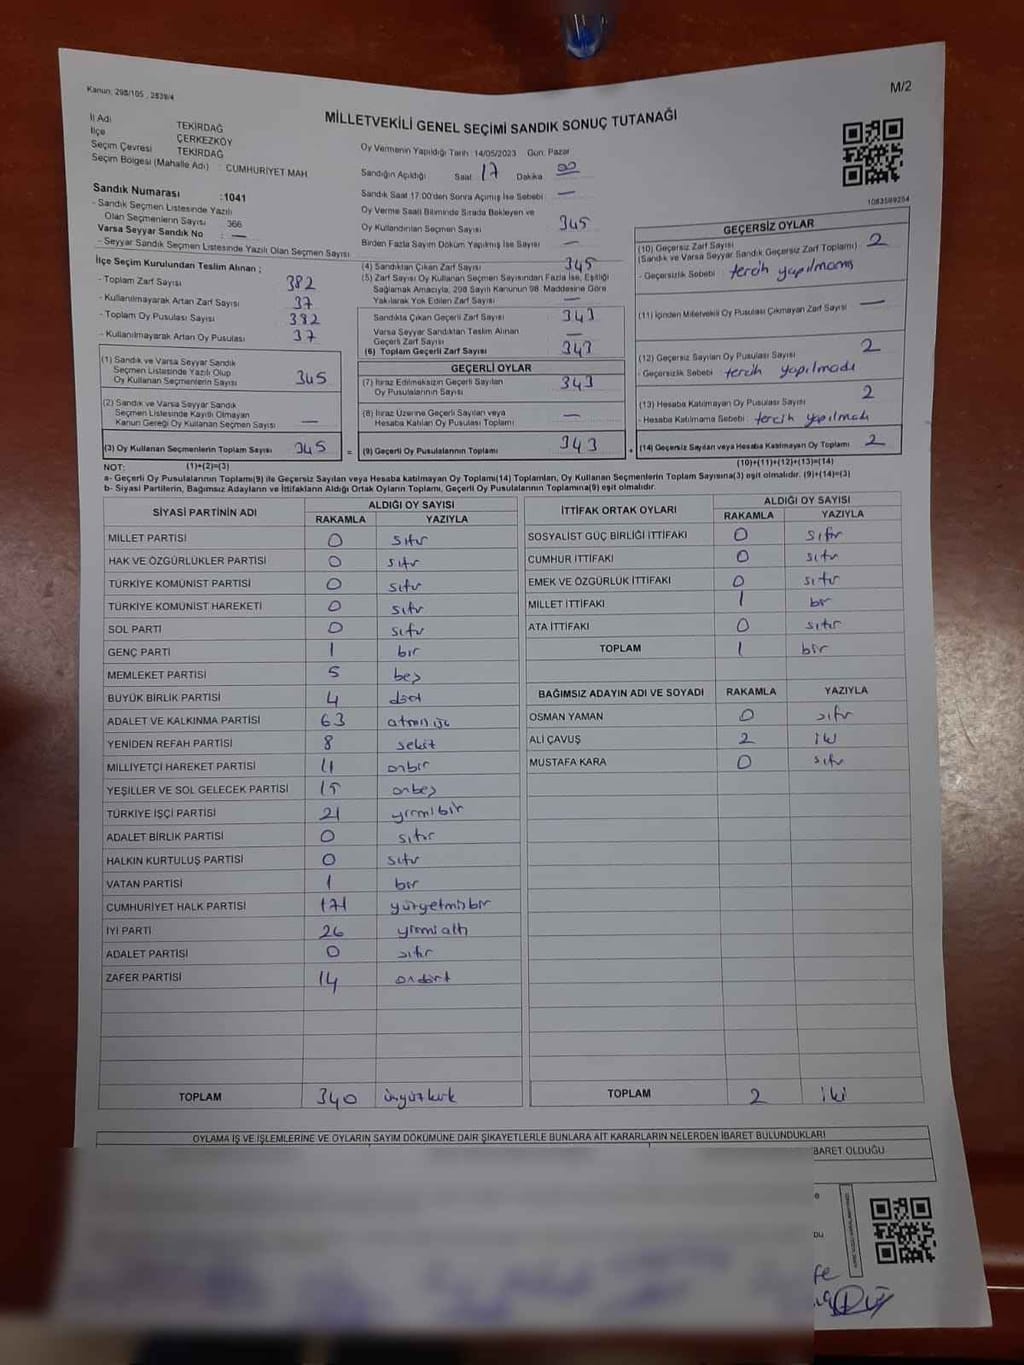 Kanun; 298/105 , 2839/4
M/2
MİLLETVEKİLİ GENEL SEÇİMİ SANDIK SONUÇ TUTANAĞI
İl Adı TEKİRDAĞ
İlçe ÇERKEZKÖY
Seçim Çevresi TEKİRDAĞ
Seçim Bölgesi (Mahalle Adı) : CUMHURİYET MAH
Sandık Numarası :1041
- Sandık Seçmen Listesinde Yazılı
Olan Seçmenlerin Sayısı 366
Varsa Seyyar Sandık No : —
- Seyyar Sandık Seçmen Listesinde Yazılı Olan Seçmen Sayısı
İlçe Seçim Kurulundan Teslim Alınan ;
- Toplam Zarf Sayısı 382
- Kullanılmayarak Artan Zarf Sayısı 37
- Toplam Oy Pusulası Sayısı 382
- Kullanılmayarak Artan Oy Pusulası 37
(1) Sandık ve Varsa Seyyar Sandık
Seçmen Listesinde Yazılı Olup
Oy Kullanan Seçmenlerin Sayısı 345
(2) Sandık ve Varsa Seyyar Sandık
Seçmen Listesinde Kayıtlı Olmayan
Kanun Gereği Oy Kullanan Seçmen Sayısı —
(3) Oy Kullanan Seçmenlerin Toplam Sayısı 345
Oy Vermenin Yapıldığı Tarih :14/05/2023 Gün: Pazar
Sandığın Açıldığı Saat 17 Dakika 00
Sandık Saat 17:00'den Sonra Açılmış İse Sebebi : —
Oy Verme Saati Bitiminde Sırada Bekleyen ve
Oy Kullandırılan Seçmen Sayısı 345
Birden Fazla Sayım Döküm Yapılmış İse Sayısı —
(4) Sandıktan Çıkan Zarf Sayısı 345
(5) Zarf Sayısı Oy Kullanan Seçmen Sayısından Fazla İse, Eşitliği
Sağlamak Amacıyla, 298 Sayılı Kanunun 98. Maddesine Göre
Yakılarak Yok Edilen Zarf Sayısı —
Sandıkta Çıkan Geçerli Zarf Sayısı 343
Varsa Seyyar Sandıktan Teslim Alınan
Geçerli Zarf Sayısı —
(6) Toplam Geçerli Zarf Sayısı 343
GEÇERLİ OYLAR
(7) İtiraz Edilmeksizin Geçerli Sayılan
Oy Pusulalarının Sayısı 343
(8) İtiraz Üzerine Geçerli Sayılan veya
Hesaba Katılan Oy Pusulası Toplamı —
= (9) Geçerli Oy Pusulalarının Toplamı 343
1083599254
GEÇERSİZ OYLAR
(10) Geçersiz Zarf Sayısı
(Sandık ve Varsa Seyyar Sandık Geçersiz Zarf Toplamı) 2
- Geçersizlik Sebebi : tercih yapılmamış
(11) İçinden Milletvekili Oy Pusulası Çıkmayan Zarf Sayısı —
(12) Geçersiz Sayılan Oy Pusulası Sayısı 2
- Geçersizlik Sebebi tercih yapılmadı
(13) Hesaba Katılmayan Oy Pusulası Sayısı 2
- Hesaba Katılmama Sebebi : tercih
+ (14) Geçersiz Sayılan veya Hesaba Katılmayan Oy Toplamı 2
NOT: (1)+(2)=(3) (10)+(11)+(12)+(13)=(14)
a- Geçerli Oy Pusulalarının Toplamı(9) ile Geçersiz Sayılan veya Hesaba katılmayan Oy Toplamı(14) Toplamları, Oy Kullanan Seçmenlerin Toplam Sayısına(3) eşit olmalıdır. (9)+(14)=(3)
b- Siyasi Partilerin, Bağımsız Adayların ve İttifakların Aldığı Ortak Oyların Toplamı, Geçerli Oy Pusulalarının Toplamına(9) eşit olmalıdır.
SİYASİ PARTİNİN ADI ALDIĞI OY SAYISI
RAKAMLA YAZIYLA
MİLLET PARTİSİ 0 sıfır
HAK VE ÖZGÜRLÜKLER PARTİSİ 0 sıfır
TÜRKİYE KOMÜNİST PARTİSİ 0 sıfır
TÜRKİYE KOMÜNİST HAREKETİ 0 sıfır
SOL PARTİ 0 sıfır
GENÇ PARTİ 1 bir
MEMLEKET PARTİSİ 5 beş
BÜYÜK BİRLİK PARTİSİ 4 dört
ADALET VE KALKINMA PARTİSİ 63 atmış üç
YENİDEN REFAH PARTİSİ 8 sekiz
MİLLİYETÇİ HAREKET PARTİSİ 11 onbir
YEŞİLLER VE SOL GELECEK PARTİSİ 15 onbeş
TÜRKİYE İŞÇİ PARTİSİ 21 yirmibir
ADALET BİRLİK PARTİSİ 0 sıfır
HALKIN KURTULUŞ PARTİSİ 0 sıfır
VATAN PARTİSİ 1 bir
CUMHURİYET HALK PARTİSİ 171 yüzyetmişbir
İYİ PARTİ 26 yirmialtı
ADALET PARTİSİ 0 sıfır
ZAFER PARTİSİ 14 ondört
TOPLAM 340 üçyüzkırk
İTTİFAK ORTAK OYLARI ALDIĞI OY SAYISI
RAKAMLA YAZIYLA
SOSYALİST GÜÇ BİRLİĞİ İTTİFAKI 0 sıfır
CUMHUR İTTİFAKI 0 sıfır
EMEK VE ÖZGÜRLÜK İTTİFAKI 0 sıfır
MİLLET İTTİFAKI 1 bir
ATA İTTİFAKI 0 sıfır
TOPLAM 1 bir
BAĞIMSIZ ADAYIN ADI VE SOYADI RAKAMLA YAZIYLA
OSMAN YAMAN 0 sıfır
ALİ ÇAVUŞ 2 iki
MUSTAFA KARA 0 sıfır
TOPLAM 2 iki
OYLAMA İŞ VE İŞLEMLERİNE VE OYLARIN SAYIM DÖKÜMÜNE DAİR ŞİKAYETLERLE BUNLARA AİT KARARLARIN NELERDEN İBARET BULUNDUKLARI
BARET OLDUĞU